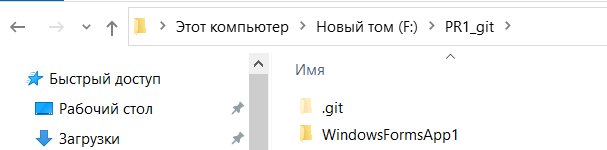 Этот компьютер > Новый том (F:) > PR1_git >
Быстрый доступ
Рабочий стол
Загрузки
Имя
.git
WindowsFormsApp1